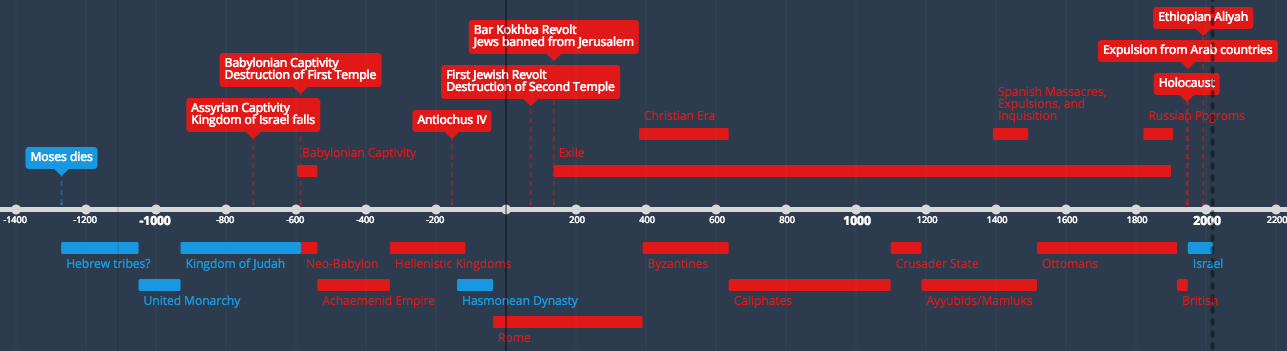 Ethiopian Aliyah
Bar Kokhba Revolt
Jews banned from Jerusalem
Expulsion from Arab countries
Babylonian Captivity
Destruction of First Temple
First Jewish Revolt
Destruction of Second Temple
Holocaust
Assyrian Captivity
Kingdom of Israel falls
Antiochus IV
Christian Era
Spanish Massacres,
Expulsions, and
Inquisition
Russian Pogroms
Moses dies
Babylonian Captivity
Exile
-1400 -1200 -1000 -800 -600 -400 -200 0 200 400 600 800 1000 1200 1400 1600 1800 2000 2200
Hebrew tribes?
Kingdom of Judah
Neo-Babylon
Hellenistic Kingdoms
Byzantines
Crusader State
Ottomans
Israel
United Monarchy
Achaemenid Empire
Hasmonean Dynasty
Caliphates
Ayyubids/Mamluks
British
Rome